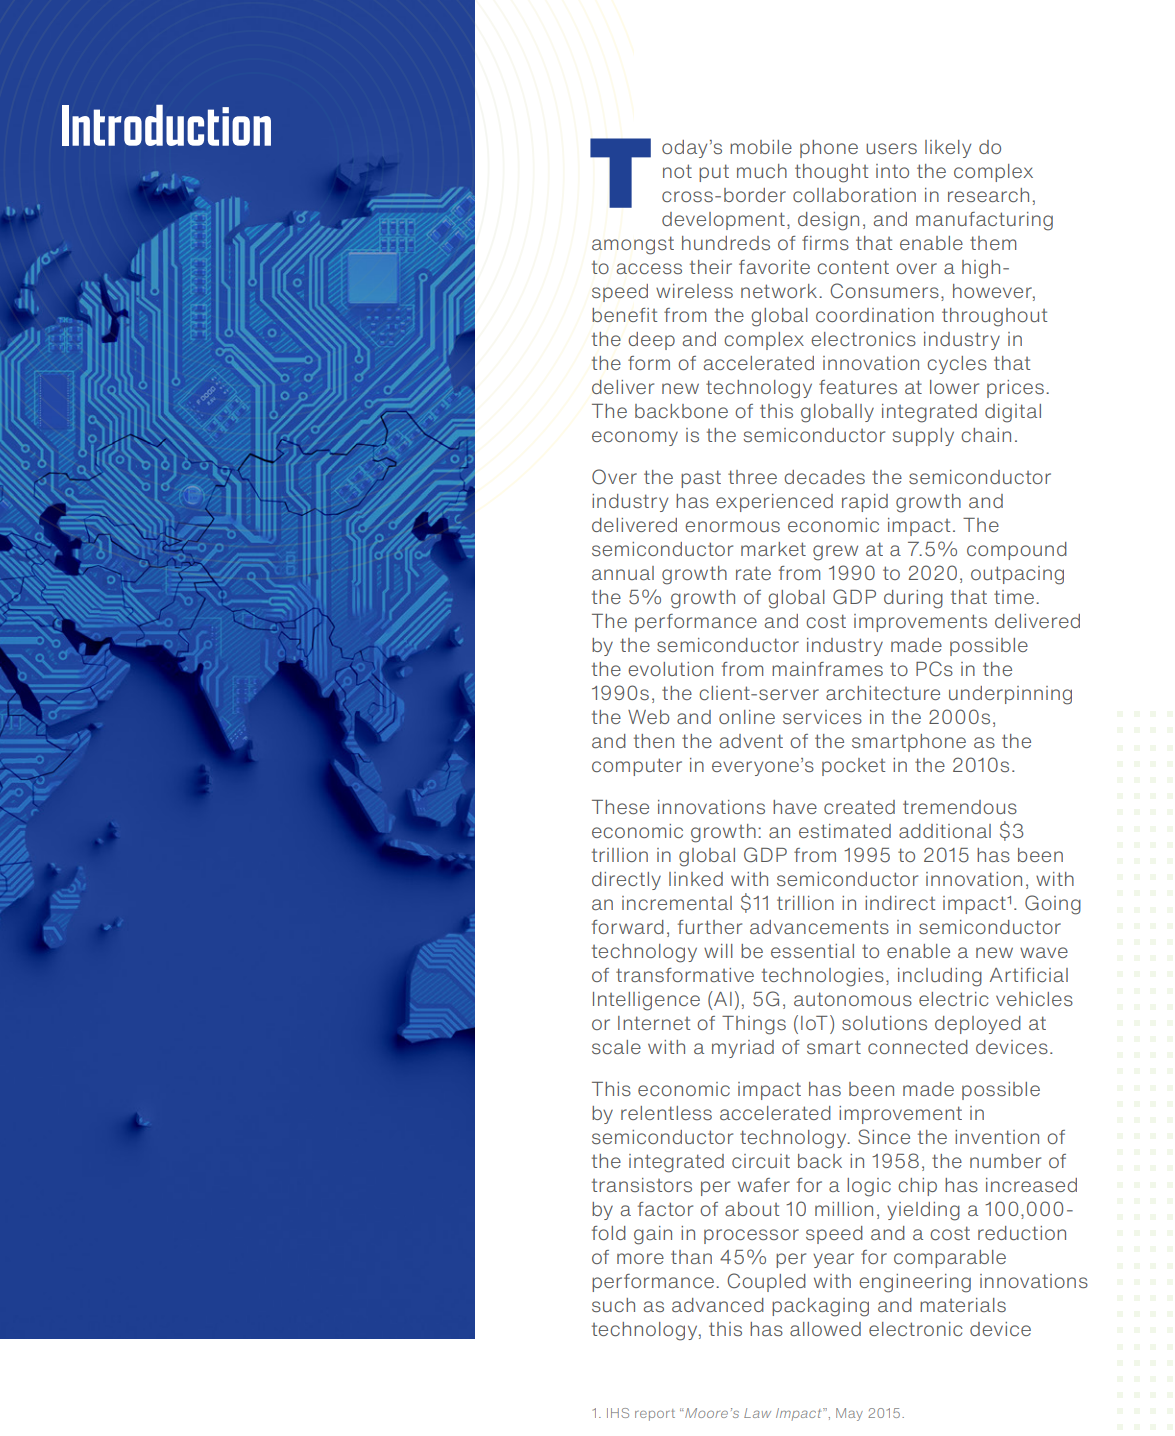 Introduction
Today's mobile phone users likely do
not put much thought into the complex
cross-border collaboration in research,
development, design, and manufacturing
amongst hundreds of firms that enable them
to access their favorite content over a high-
speed wireless network. Consumers, however,
benefit from the global coordination throughout
the deep and complex electronics industry in
the form of accelerated innovation cycles that
deliver new technology features at lower prices.
The backbone of this globally integrated digital
economy is the semiconductor supply chain.
Over the past three decades the semiconductor
industry has experienced rapid growth and
delivered enormous economic impact. The
semiconductor market grew at a 7.5% compound
annual growth rate from 1990 to 2020, outpacing
the 5% growth of global GDP during that time.
The performance and cost improvements delivered
by the semiconductor industry made possible
the evolution from mainframes to PCs in the
1990s, the client-server architecture underpinning
the Web and online services in the 2000s,
and then the advent of the smartphone as the
computer in everyone's pocket in the 2010s.
These innovations have created tremendous
economic growth: an estimated additional $3
trillion in global GDP from 1995 to 2015 has been
directly linked with semiconductor innovation, with
an incremental $11 trillion in indirect impact¹. Going
forward, further advancements in semiconductor
technology will be essential to enable a new wave
of transformative technologies, including Artificial
Intelligence (AI), 5G, autonomous electric vehicles
or Internet of Things (IoT) solutions deployed at
scale with a myriad of smart connected devices.
This economic impact has been made possible
by relentless accelerated improvement in
semiconductor technology. Since the invention of
the integrated circuit back in 1958, the number of
transistors per wafer for a logic chip has increased
by a factor of about 10 million, yielding a 100,000-
fold gain in processor speed and a cost reduction
of more than 45% per year for comparable
performance. Coupled with engineering innovations
such as advanced packaging and materials
technology, this has allowed electronic device
1. IHS report "Moore's Law Impact", May 2015.